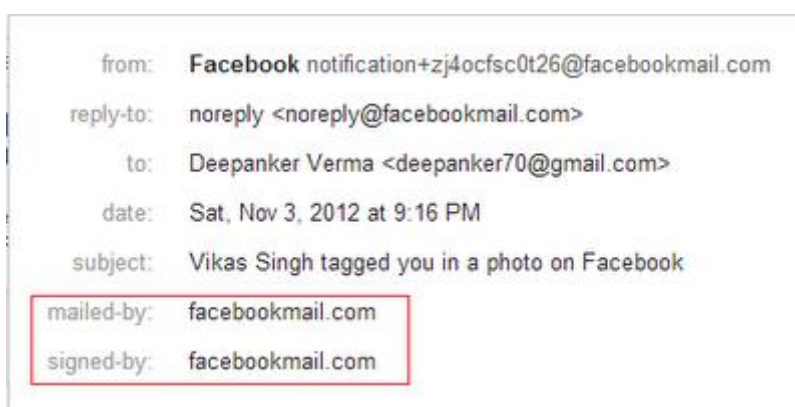 from: Facebook notification+zj4ocfsc0t26@facebookmail.com
reply-to: noreply <noreply@facebookmail.com>
to: Deepanker Verma <deepanker70@gmail.com>
date: Sat, Nov 3, 2012 at 9:16 PM
subject: Vikas Singh tagged you in a photo on Facebook
mailed-by: facebookmail.com
signed-by: facebookmail.com